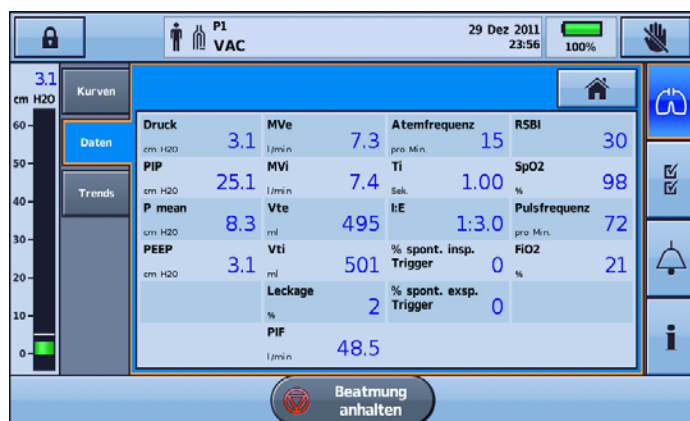 P1
VAC
29 Dez 2011
23:56
100%
3.1
cm H2O
60
50
40
30
20
10
0
Kurven
Daten
Trends
Druck
cm H2O
3.1
MVe
l/min
7.3
Atemfrequenz
pro Min.
15
RSBI
30
PIP
cm H2O
25.1
MVi
l/min
7.4
Ti
Sek.
1.00
SpO2
%
98
P mean
cm H2O
8.3
Vte
ml
495
I:E
1:3.0
Pulsfrequenz
pro Min.
72
PEEP
cm H2O
3.1
Vti
ml
501
% spont. insp.
Trigger
0
FiO2
%
21
Leckage
%
2
% spont. exsp.
Trigger
0
PIF
l/min
48.5
Beatmung
anhalten